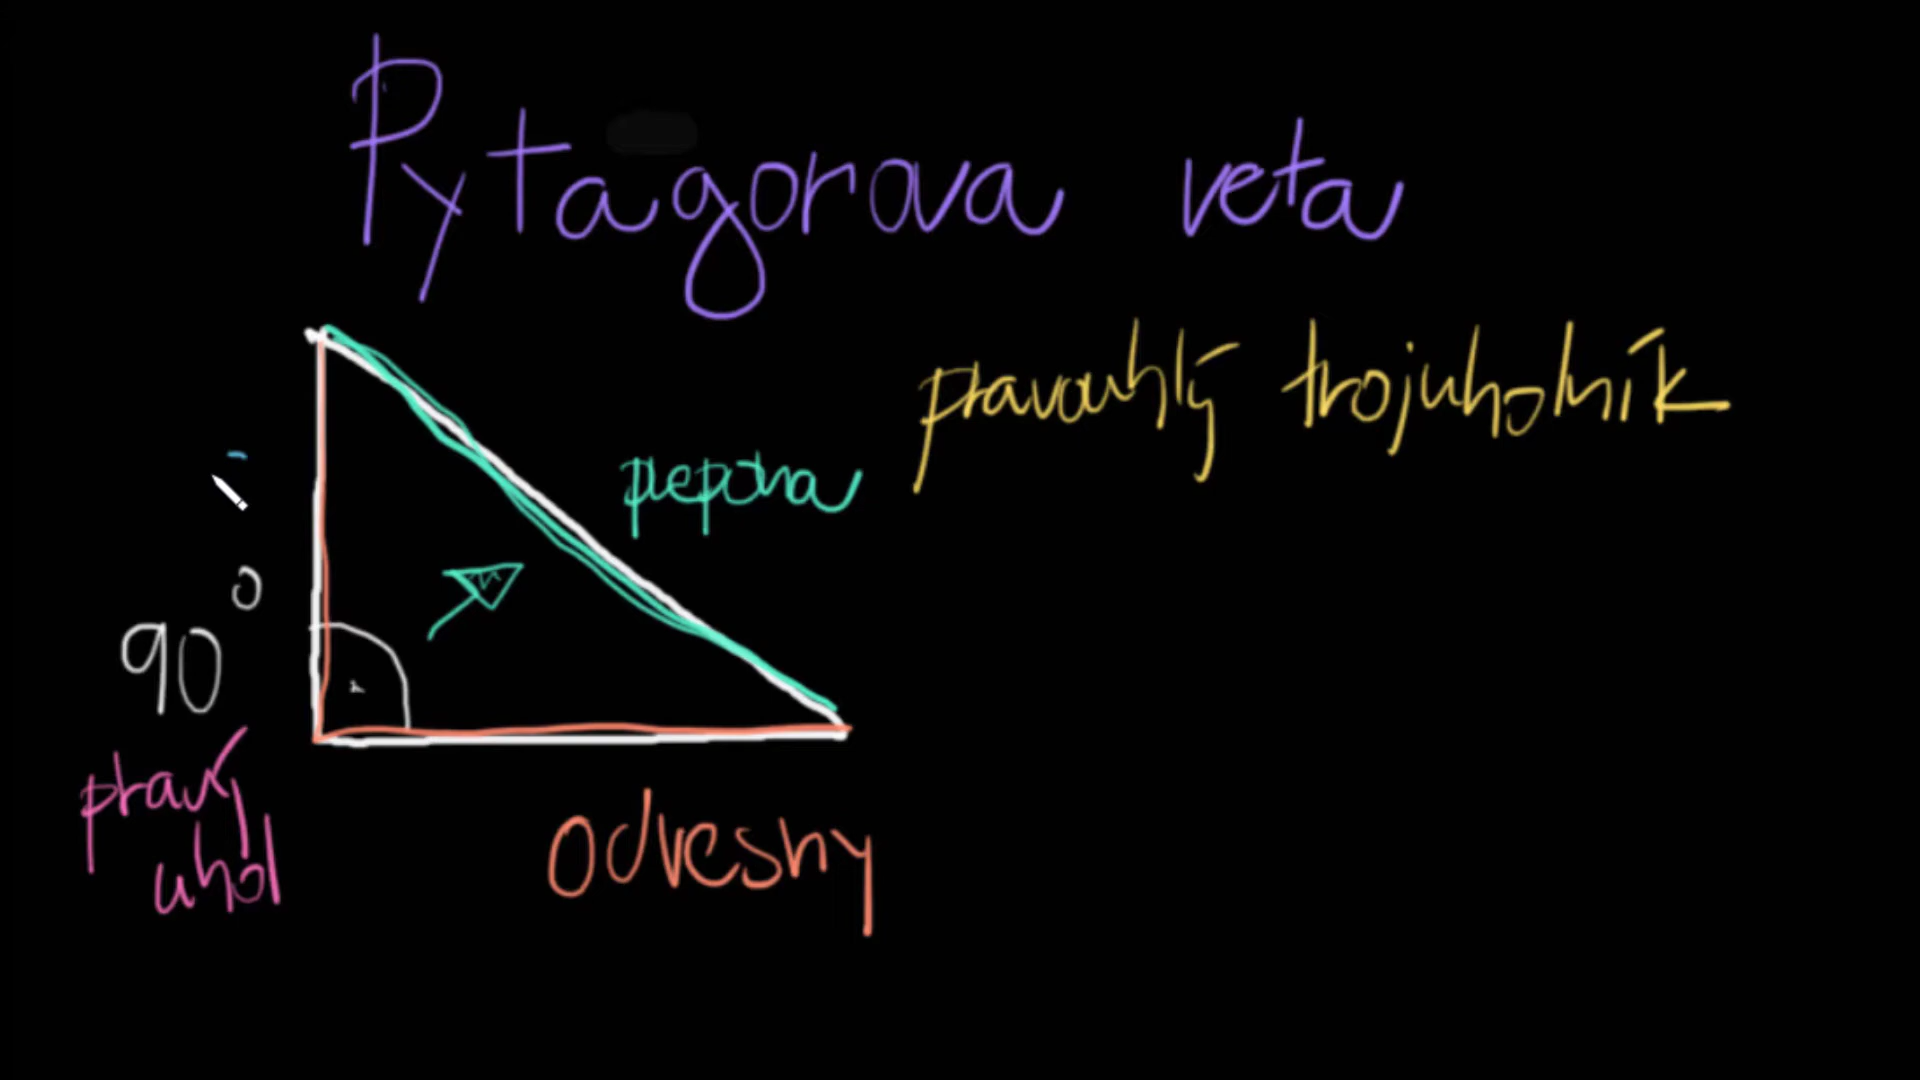 Pytagorova veta
pravouhlý trojuholník
prepona
90°
pravý
uhol
Odvesny